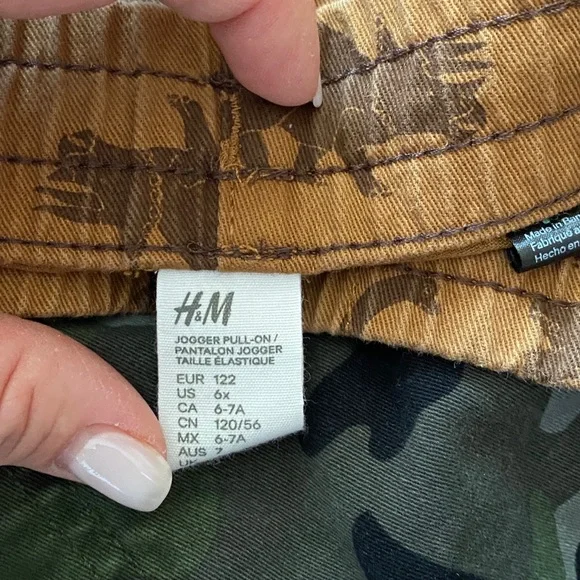 H&M
JOGGER PULL-ON /
PANTALON JOGGER
TAILLE ÉLASTIQUE
EUR 122
US 6x
CA 6-7A
CN 120/56
MX 6-7A
AUS 7
Made in
Fabriqué
Hecho en